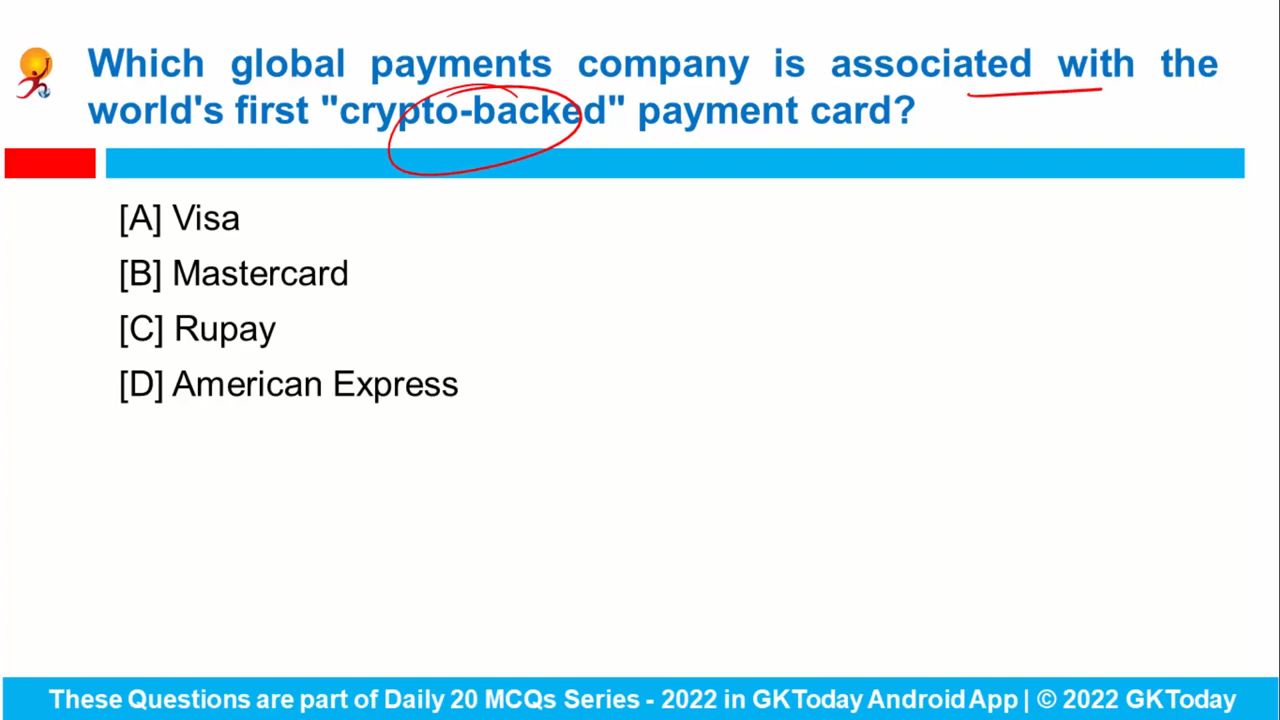 Which global payments company is associated with the
world's first "crypto-backed" payment card?
[A] Visa
[B] Mastercard
[C] Rupay
[D] American Express
These Questions are part of Daily 20 MCQs Series - 2022 in GKToday Android App | © 2022 GKToday